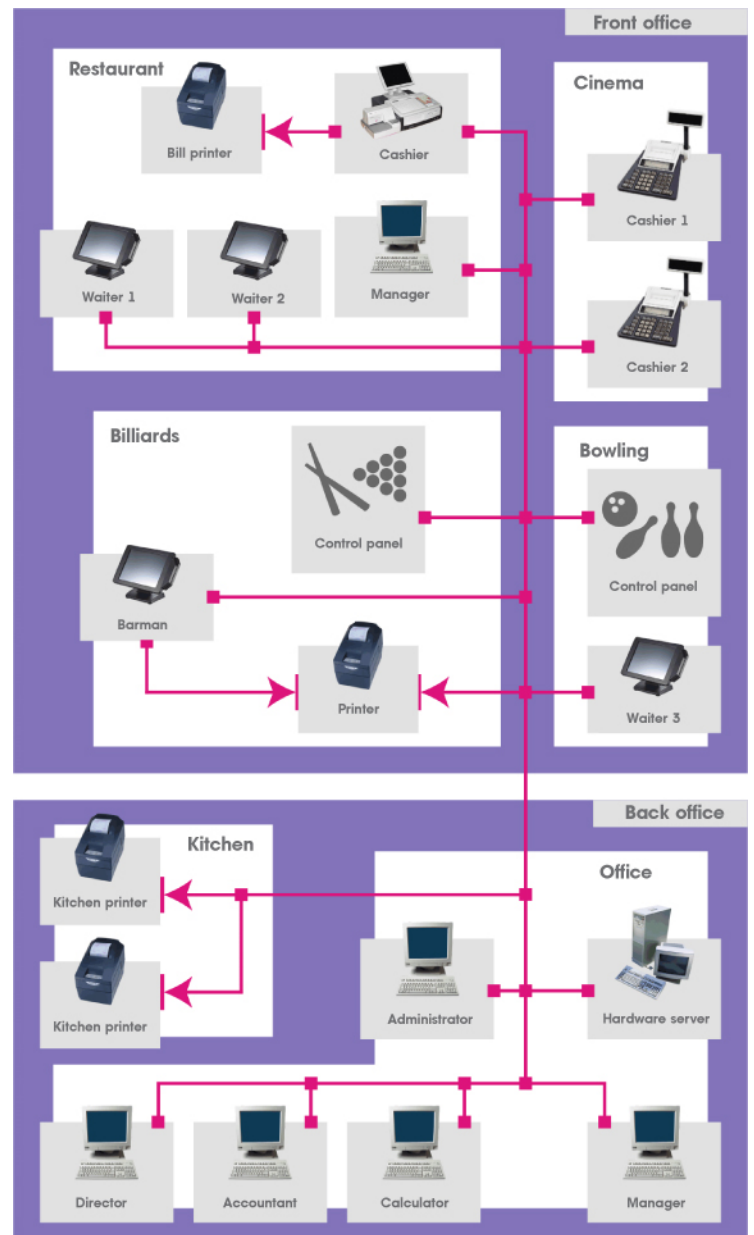 Front office
Restaurant
Bill printer
Cashier
Waiter 1
Waiter 2
Manager
Cinema
Cashier 1
Cashier 2
Billiards
Control panel
Barman
Printer
Bowling
Control panel
Waiter 3
Back office
Kitchen
Kitchen printer
Kitchen printer
Office
Administrator
Hardware server
Director
Accountant
Calculator
Manager